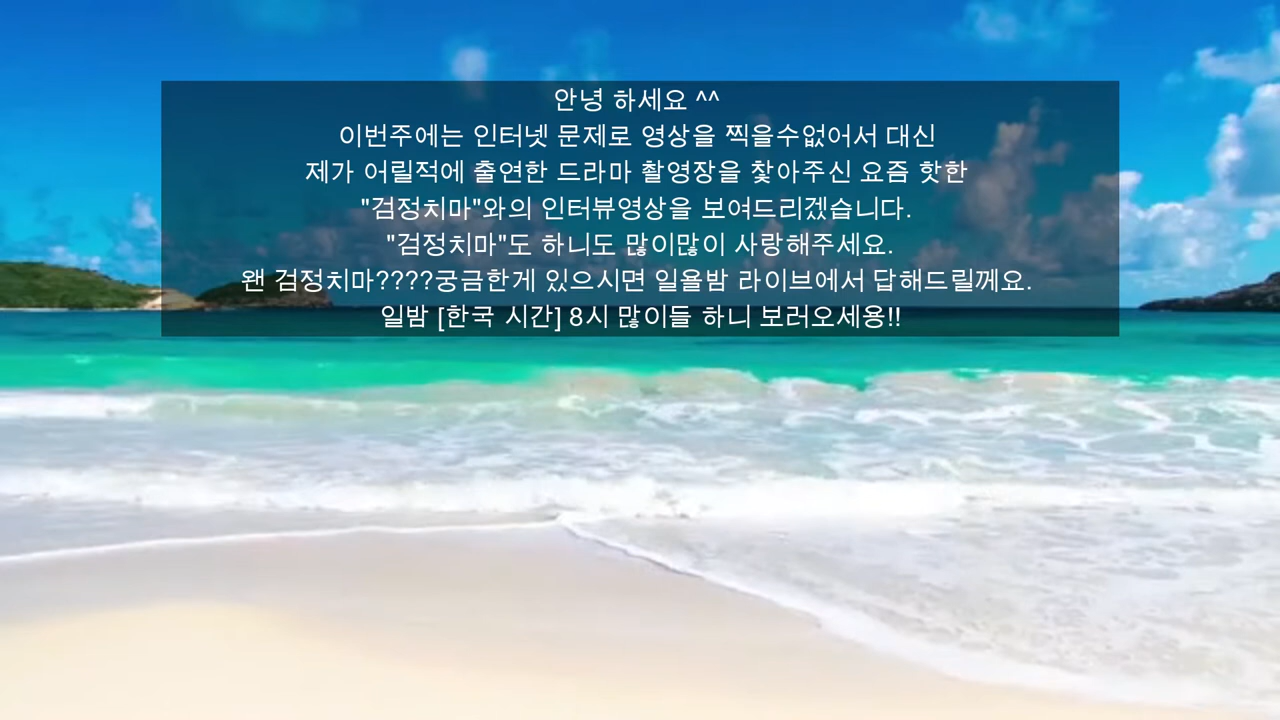 안녕 하세요 ^^
이번주에는 인터넷 문제로 영상을 찍을수없어서 대신
제가 어릴적에 출연한 드라마 촬영장을 찾아주신 요즘 핫한
"검정치마"와의 인터뷰영상을 보여드리겠습니다.
"검정치마"도 하니도 많이많이 사랑해주세요.
왠 검정치마????궁금한게 있으시면 일욜밤 라이브에서 답해드릴께요.
일밤 [한국 시간] 8시 많이들 하니 보러오세용!!